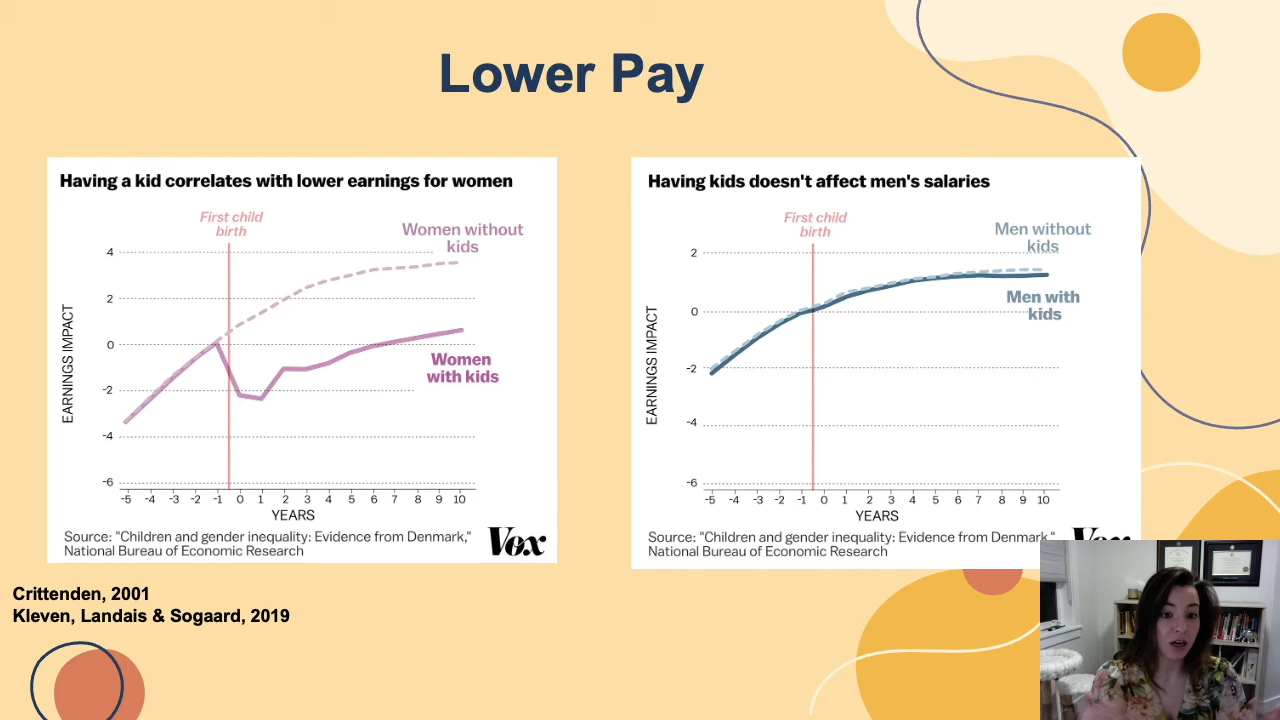 Lower Pay
Having a kid correlates with lower earnings for women
First child
birth
Women without
kids
4
2
0
-2
-4
-6
EARNINGS IMPACT
Women
with kids
-5 -4 -3 -2 -1 0 1 2 3 4 5 6 7 8 9 10
YEARS
Source: "Children and gender inequality: Evidence from Denmark,"
National Bureau of Economic Research
Vox
Having kids doesn't affect men's salaries
First child
birth
Men without
kids
2
0
-2
-4
-6
EARNINGS IMPACT
Men with
kids
-5 -4 -3 -2 -1 0 1 2 3 4 5 6 7 8 9 10
YEARS
Source: "Children and gender inequality: Evidence from Denmark,"
National Bureau of Economic Research
Vox
Crittenden, 2001
Kleven, Landais & Sogaard, 2019